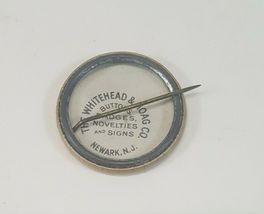 THE WHITEHEAD & HOAG CO.
BUTTONS,
BADGES,
NOVELTIES
AND SIGNS
NEWARK, N.J.